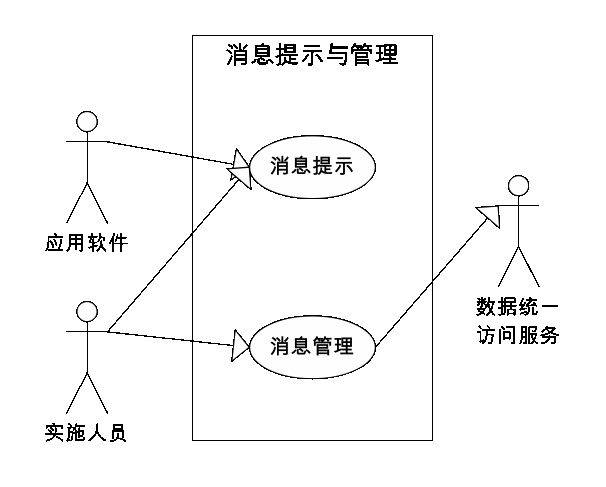 消息提示与管理
消息提示
应用软件
数据统一
访问服务
消息管理
实施人员